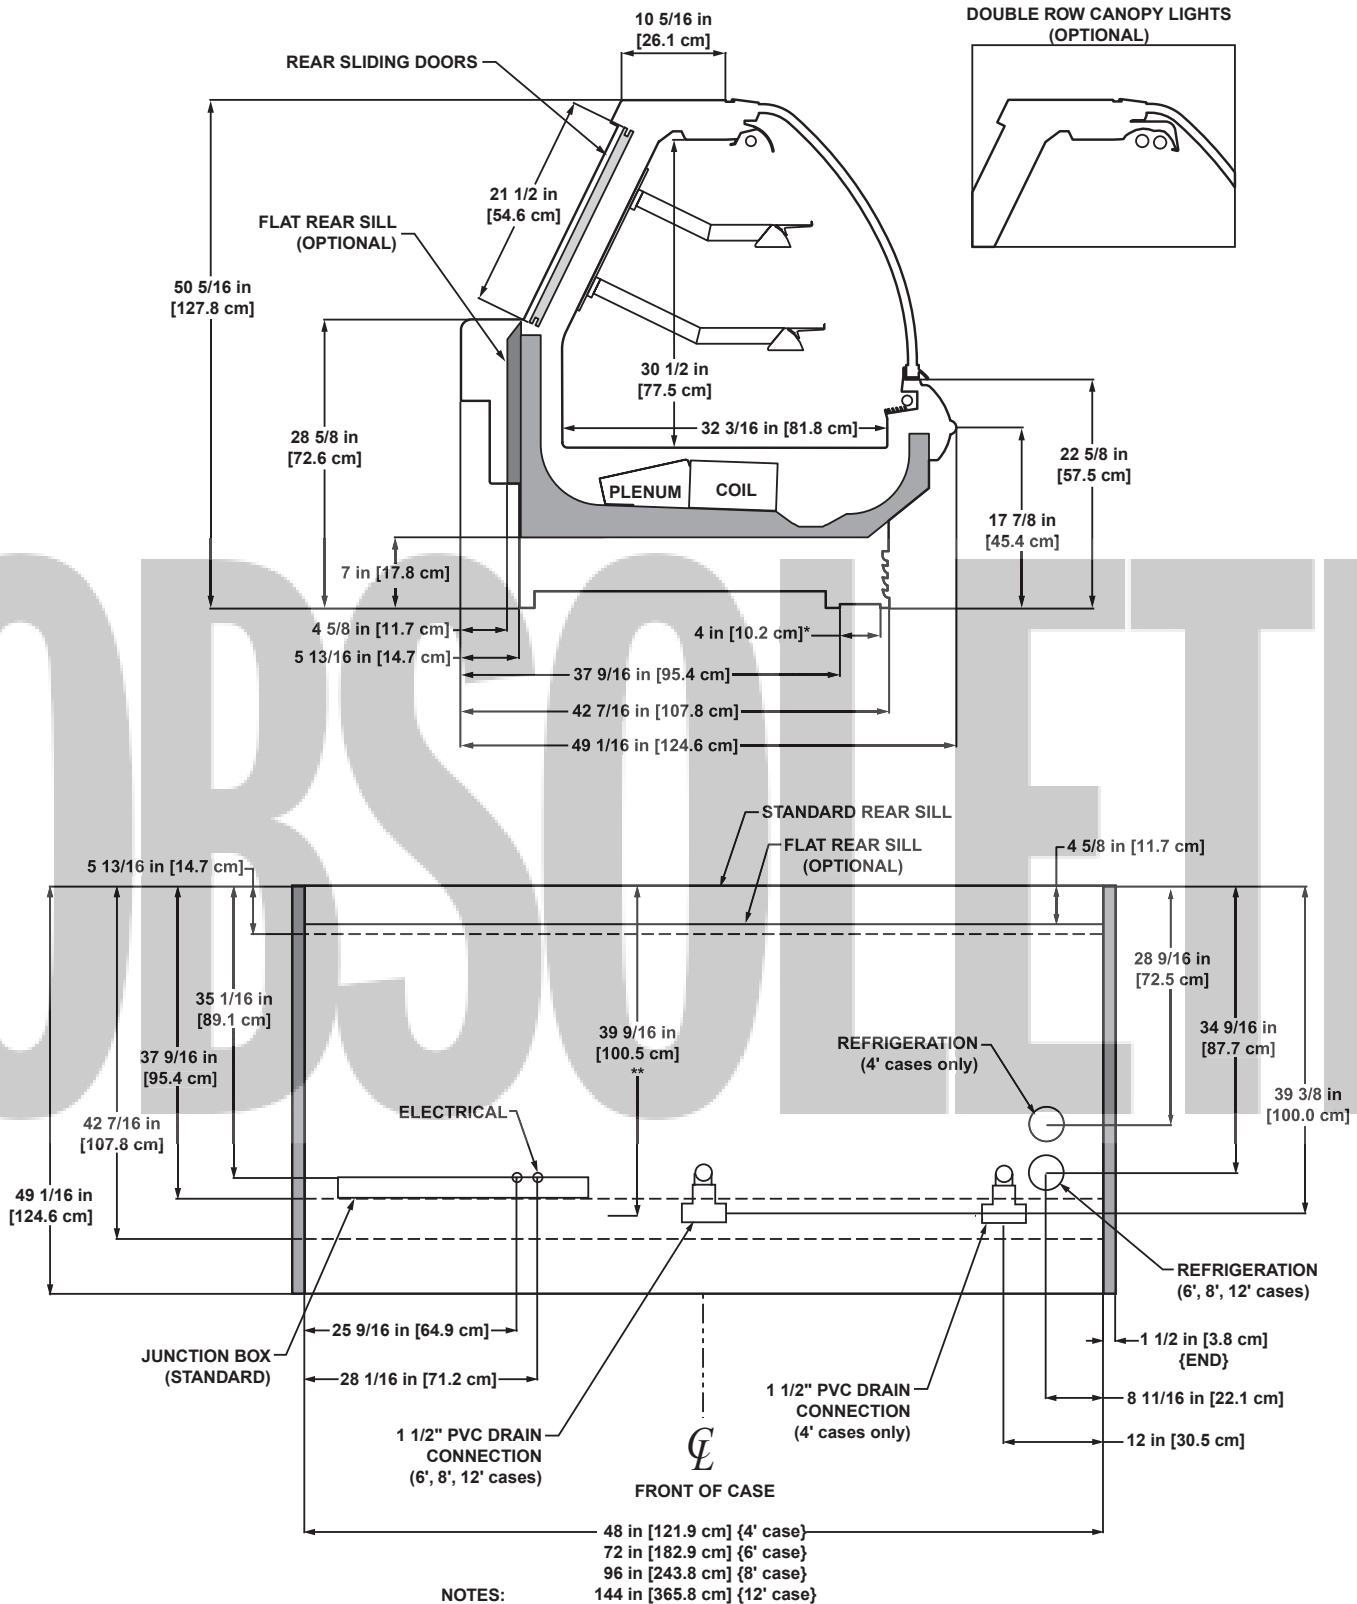 10 5/16 in
[26.1 cm]
DOUBLE ROW CANOPY LIGHTS
(OPTIONAL)
REAR SLIDING DOORS
21 1/2 in
[54.6 cm]
FLAT REAR SILL
(OPTIONAL)
50 5/16 in
[127.8 cm]
30 1/2 in
[77.5 cm]
32 3/16 in [81.8 cm]
28 5/8 in
[72.6 cm]
22 5/8 in
[57.5 cm]
PLENUM
COIL
17 7/8 in
[45.4 cm]
7 in [17.8 cm]
4 5/8 in [11.7 cm]
4 in [10.2 cm]*
5 13/16 in [14.7 cm]
37 9/16 in [95.4 cm]
42 7/16 in [107.8 cm]
49 1/16 in [124.6 cm]
OBSOLETE
STANDARD REAR SILL
FLAT REAR SILL
(OPTIONAL)
4 5/8 in [11.7 cm]
5 13/16 in [14.7 cm]
28 9/16 in
[72.5 cm]
35 1/16 in
[89.1 cm]
39 9/16 in
[100.5 cm]
**
34 9/16 in
[87.7 cm]
REFRIGERATION
(4' cases only)
37 9/16 in
[95.4 cm]
39 3/8 in
[100.0 cm]
ELECTRICAL
42 7/16 in
[107.8 cm]
49 1/16 in
[124.6 cm]
REFRIGERATION
(6', 8', 12' cases)
25 9/16 in [64.9 cm]
1 1/2 in [3.8 cm]
{END}
JUNCTION BOX
(STANDARD)
28 1/16 in [71.2 cm]
1 1/2" PVC DRAIN
CONNECTION
(4' cases only)
8 11/16 in [22.1 cm]
1 1/2" PVC DRAIN
CONNECTION
(6', 8', 12' cases)
12 in [30.5 cm]
CL
FRONT OF CASE
48 in [121.9 cm] {4' case}
72 in [182.9 cm] {6' case}
96 in [243.8 cm] {8' case}
NOTES:
144 in [365.8 cm] {12' case}